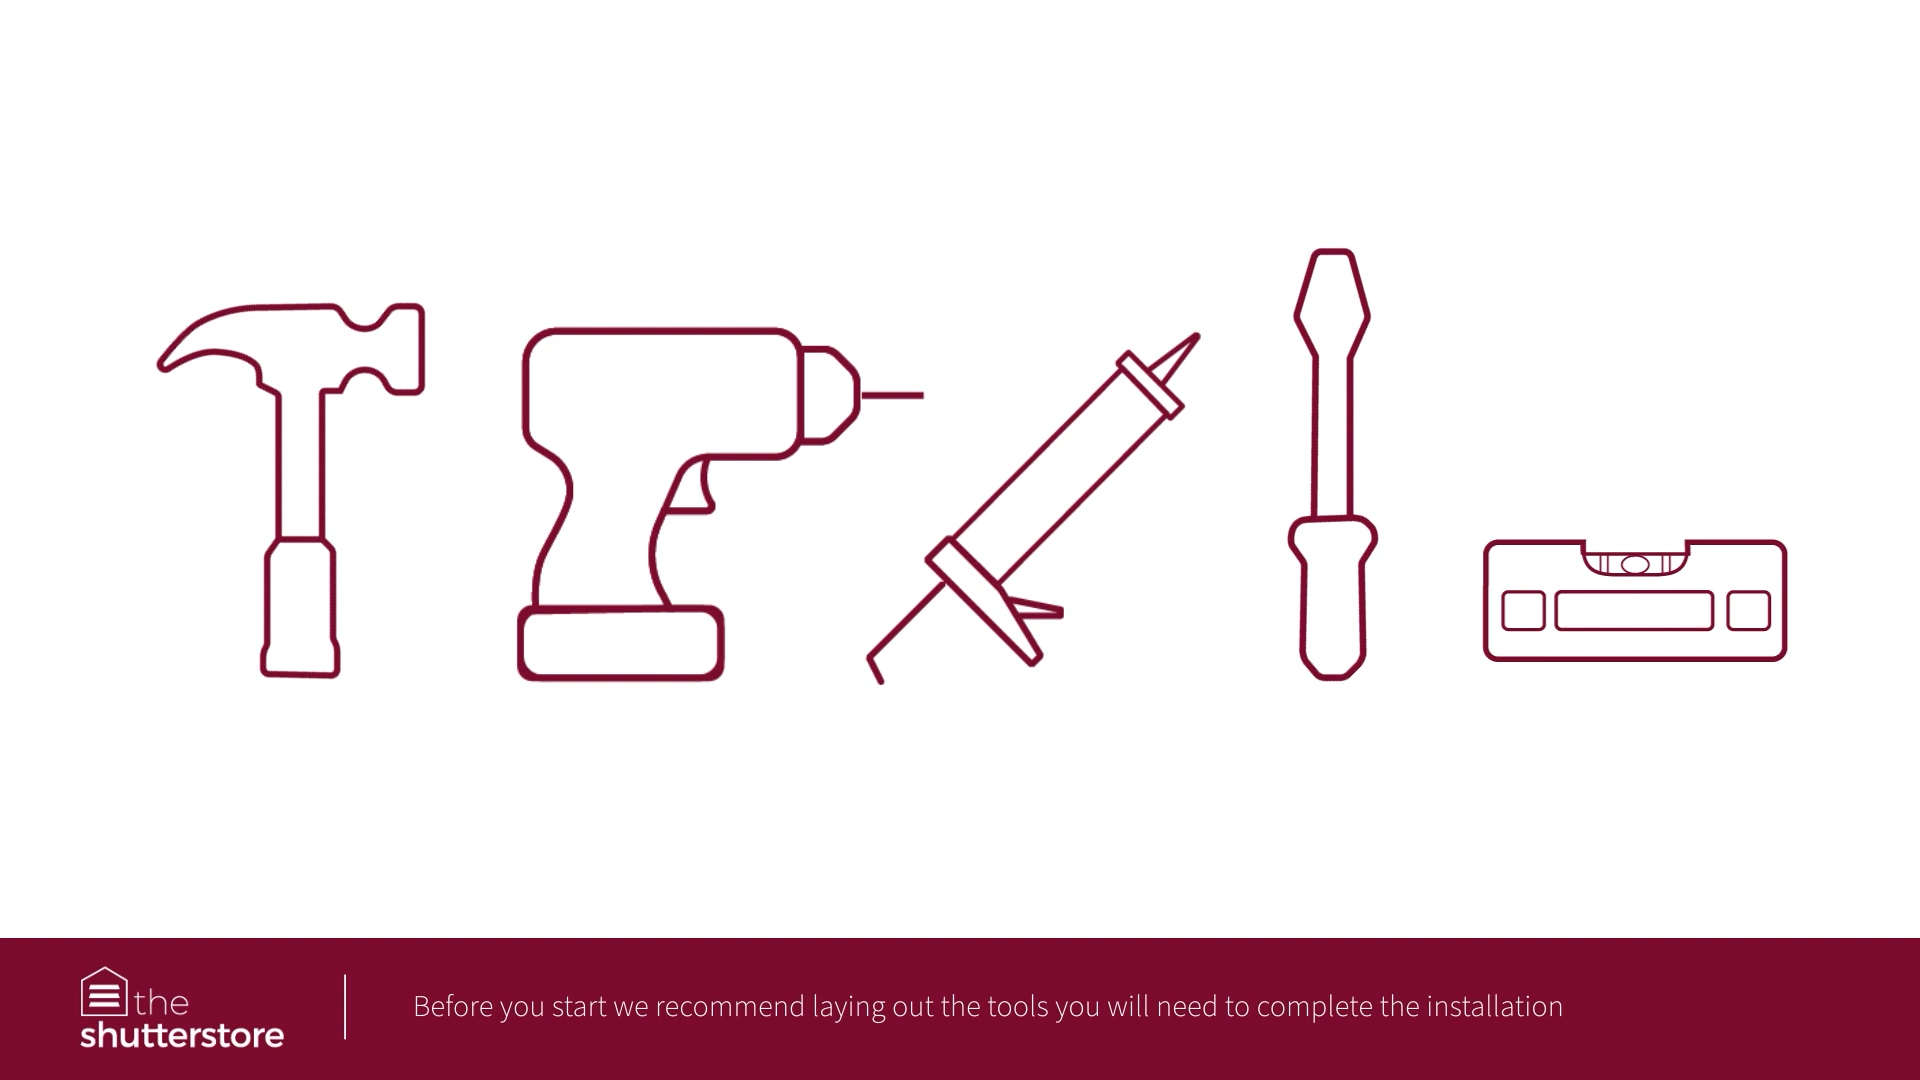 the
shutterstore
Before you start we recommend laying out the tools you will need to complete the installation